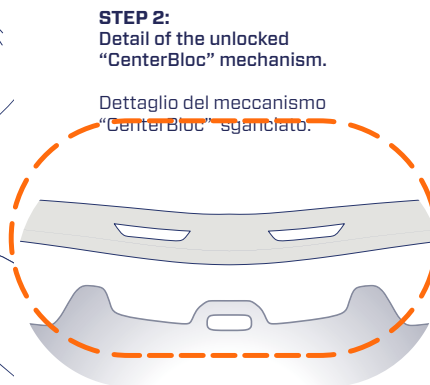 STEP 2:
Detail of the unlocked
“CenterBloc” mechanism.
Dettaglio del meccanismo
“CenterBloc” sganciato.